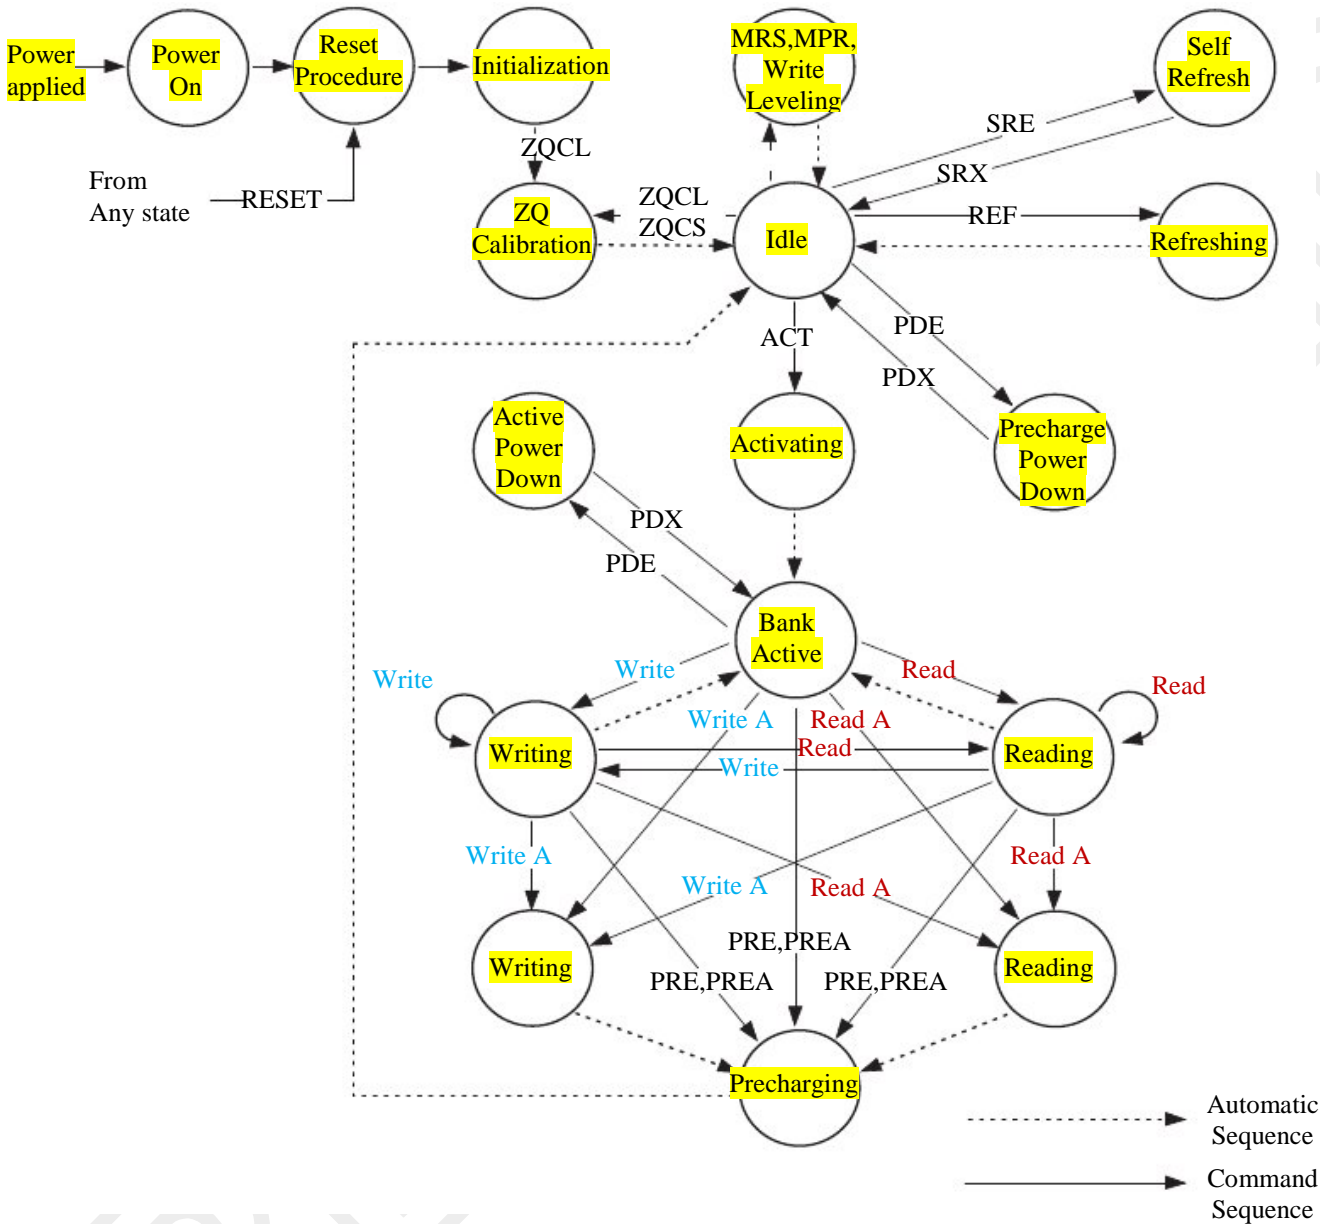 Power
applied
Power
On
Reset
Procedure
Initialization
MRS,MPR,
Write
Leveling
Self
Refresh
From
Any state
RESET
ZQCL
ZQ
Calibration
ZQCL
ZQCS
Idle
SRE
SRX
REF
Refreshing
ACT
PDE
PDX
Active
Power
Down
Activating
Precharge
Power
Down
PDX
PDE
Bank
Active
Write
Write
Read
Read
Write A
Read A
Writing
Read
Write
Reading
Write A
Read A
Write A
Read A
Writing
PRE,PREA
PRE,PREA
PRE,PREA
Reading
Precharging
Automatic
Sequence
Command
Sequence